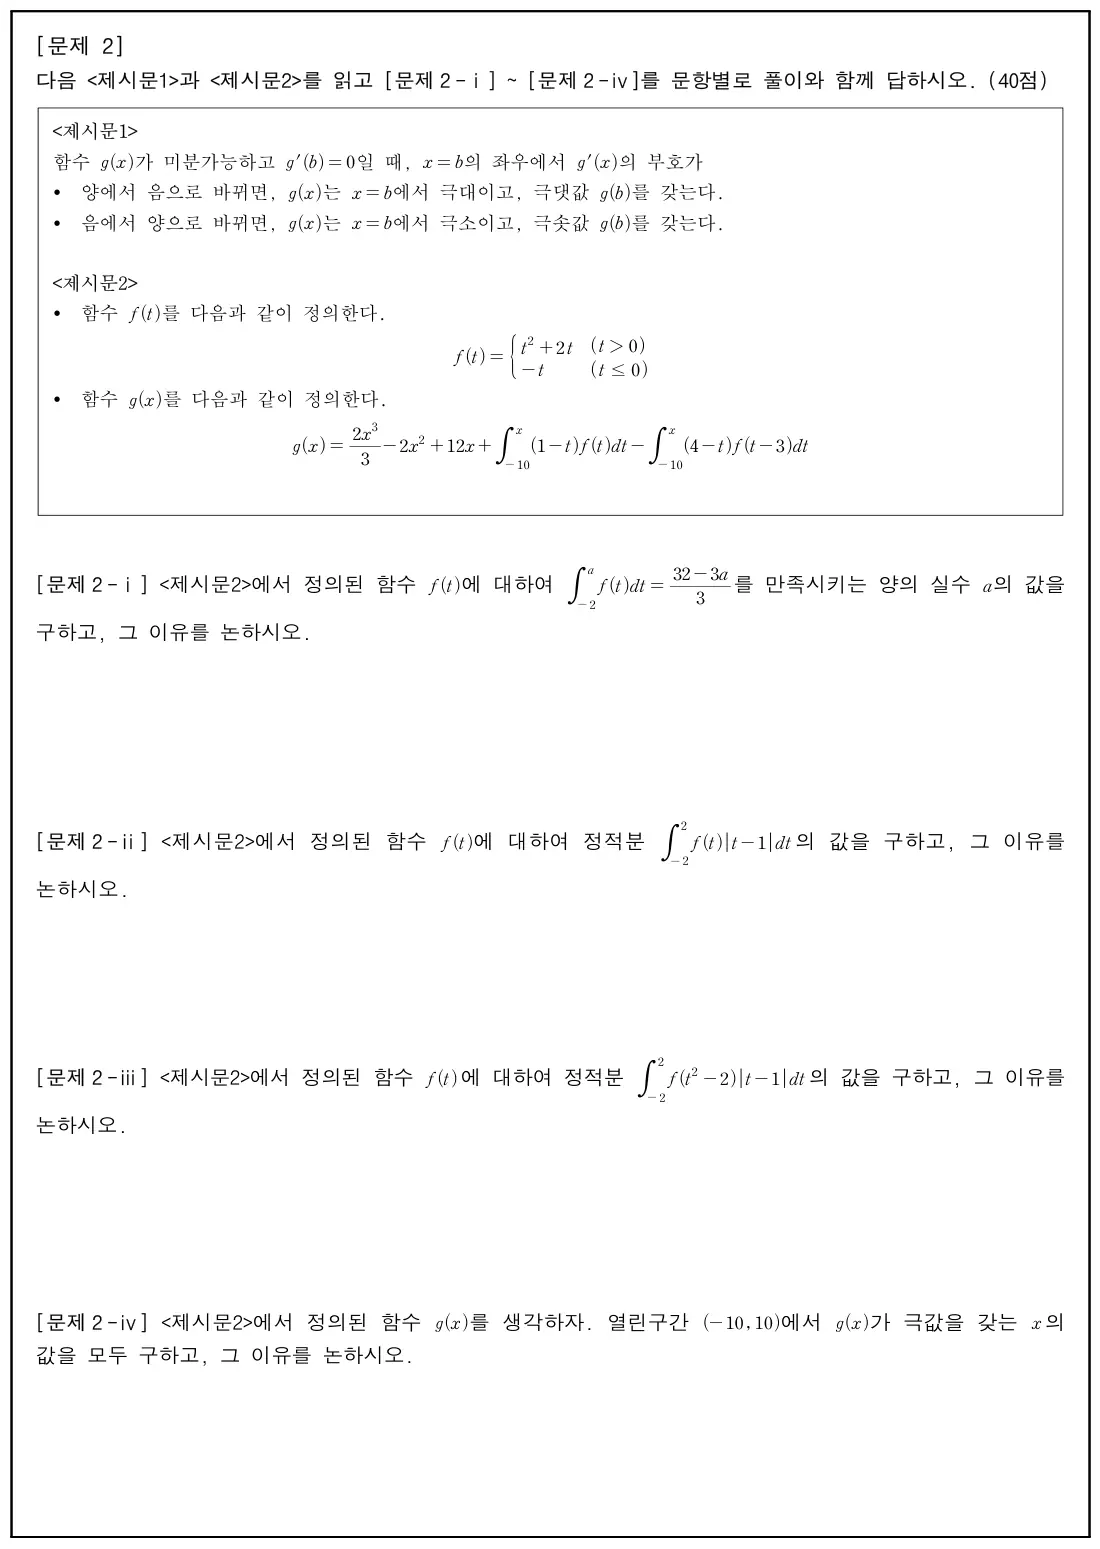 [문제 2]
다음 <제시문1>과 <제시문2>를 읽고 [문제 2-ⅰ] ~ [문제 2-ⅳ]를 문항별로 풀이와 함께 답하시오. (40점)
<제시문1>
함수 g(x)가 미분가능하고 g′(b)=0일 때, x=b의 좌우에서 g′(x)의 부호가
• 양에서 음으로 바뀌면, g(x)는 x=b에서 극대이고, 극댓값 g(b)를 갖는다.
• 음에서 양으로 바뀌면, g(x)는 x=b에서 극소이고, 극솟값 g(b)를 갖는다.
<제시문2>
• 함수 f(t)를 다음과 같이 정의한다.
f(t)={ t²+2t (t>0)
-t (t≤0)
• 함수 g(x)를 다음과 같이 정의한다.
g(x)=2x³/3-2x²+12x+∫_{-10}^{x}(1-t)f(t)dt-∫_{-10}^{x}(4-t)f(t-3)dt
[문제 2-ⅰ] <제시문2>에서 정의된 함수 f(t)에 대하여 ∫_{-2}^{a}f(t)dt=(32-3a)/3를 만족시키는 양의 실수 a의 값을
구하고, 그 이유를 논하시오.
[문제 2-ⅱ] <제시문2>에서 정의된 함수 f(t)에 대하여 정적분 ∫_{-2}^{2}f(t)|t-1|dt의 값을 구하고, 그 이유를
논하시오.
[문제 2-ⅲ] <제시문2>에서 정의된 함수 f(t)에 대하여 정적분 ∫_{-2}^{2}f(t²-2)|t-1|dt의 값을 구하고, 그 이유를
논하시오.
[문제 2-ⅳ] <제시문2>에서 정의된 함수 g(x)를 생각하자. 열린구간 (-10, 10)에서 g(x)가 극값을 갖는 x의
값을 모두 구하고, 그 이유를 논하시오.